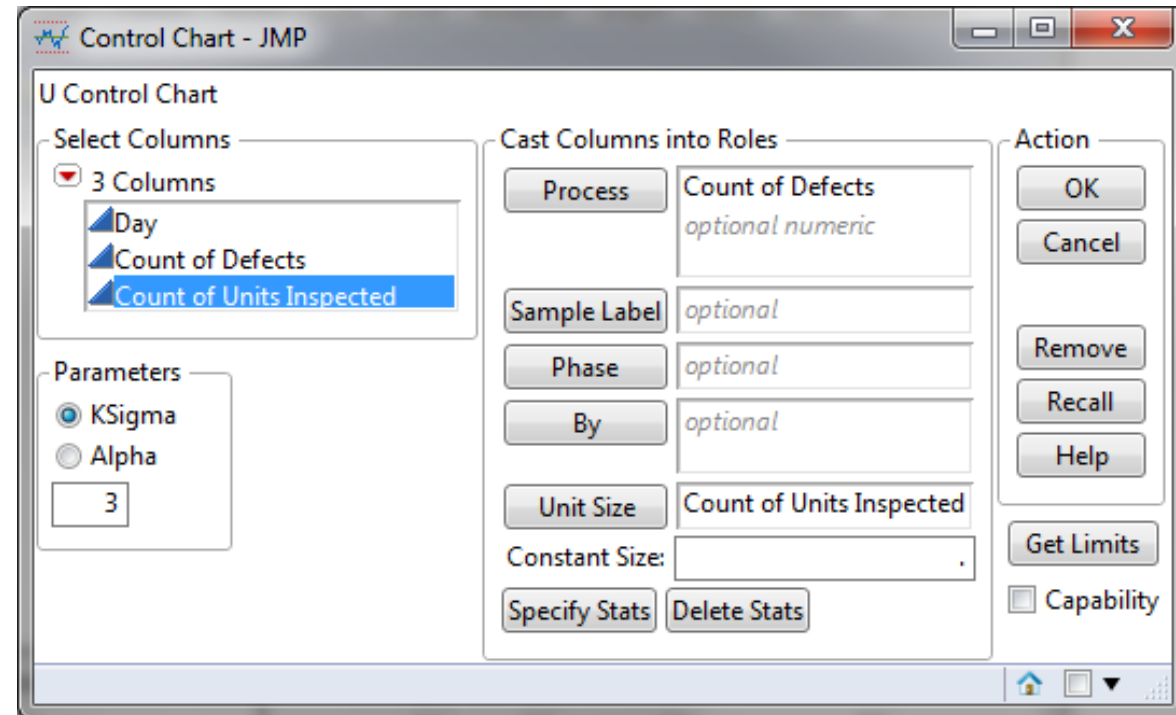 Control Chart - JMP
U Control Chart
Select Columns
3 Columns
Day
Count of Defects
Count of Units Inspected
Parameters
KSigma
Alpha
3
Cast Columns into Roles
Process
Count of Defects
optional numeric
Sample Label
optional
Phase
optional
By
optional
Unit Size
Count of Units Inspected
Constant Size:
.
Specify Stats
Delete Stats
Action
OK
Cancel
Remove
Recall
Help
Get Limits
Capability